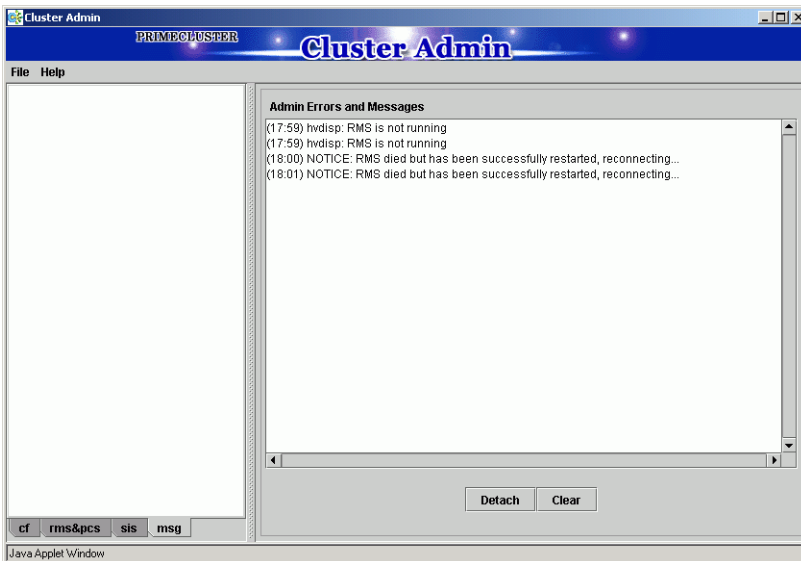 Cluster Admin
PRIMECLUSTER
Cluster Admin
File Help
Admin Errors and Messages
(17:59) hvdisp: RMS is not running
(17:59) hvdisp: RMS is not running
(18:00) NOTICE: RMS died but has been successfully restarted, reconnecting...
(18:01) NOTICE: RMS died but has been successfully restarted, reconnecting...
Detach Clear
cf rms&pcs sis msg
Java Applet Window